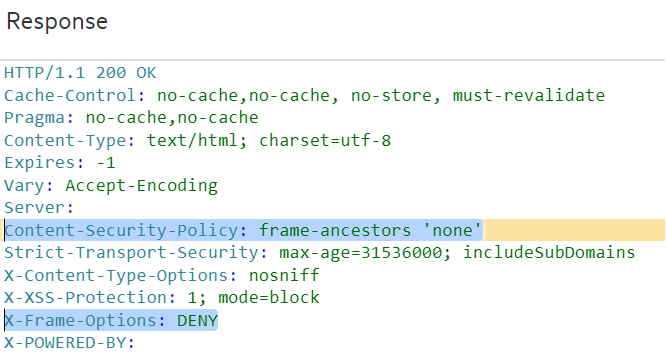 Response
HTTP/1.1 200 OK
Cache-Control: no-cache,no-cache, no-store, must-revalidate
Pragma: no-cache,no-cache
Content-Type: text/html; charset=utf-8
Expires: -1
Vary: Accept-Encoding
Server:
Content-Security-Policy: frame-ancestors 'none'
Strict-Transport-Security: max-age=31536000; includeSubDomains
X-Content-Type-Options: nosniff
X-XSS-Protection: 1; mode=block
X-Frame-Options: DENY
X-POWERED-BY: